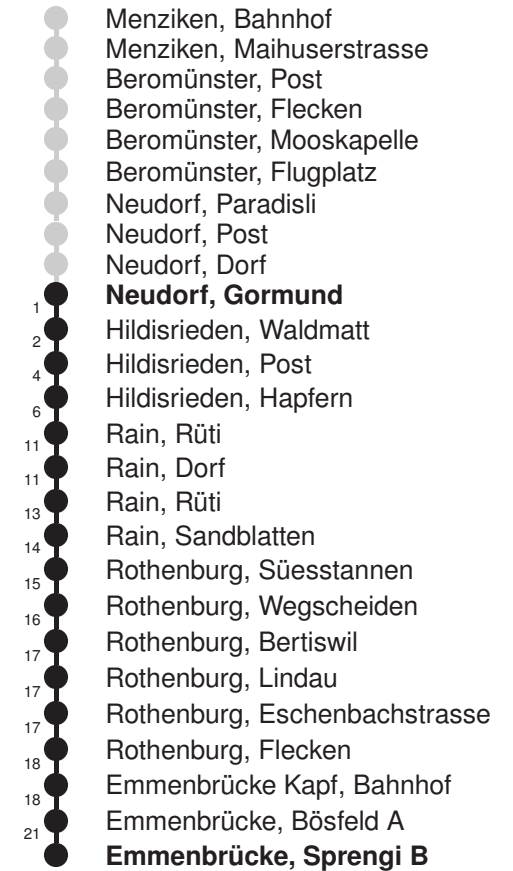 Menziken, Bahnhof
Menziken, Maihuserstrasse
Beromünster, Post
Beromünster, Flecken
Beromünster, Mooskapelle
Beromünster, Flugplatz
Neudorf, Paradisli
Neudorf, Post
Neudorf, Dorf
Neudorf, Gormund
1
Hildisrieden, Waldmatt
2
Hildisrieden, Post
4
Hildisrieden, Hapfern
6
Rain, Rüti
11
Rain, Dorf
11
Rain, Rüti
13
Rain, Sandblatten
14
Rothenburg, Süesstannen
15
Rothenburg, Wegscheiden
16
Rothenburg, Bertiswil
17
Rothenburg, Lindau
17
Rothenburg, Eschenbachstrasse
17
Rothenburg, Flecken
18
Emmenbrücke Kapf, Bahnhof
18
Emmenbrücke, Bösfeld A
21
Emmenbrücke, Sprengi B